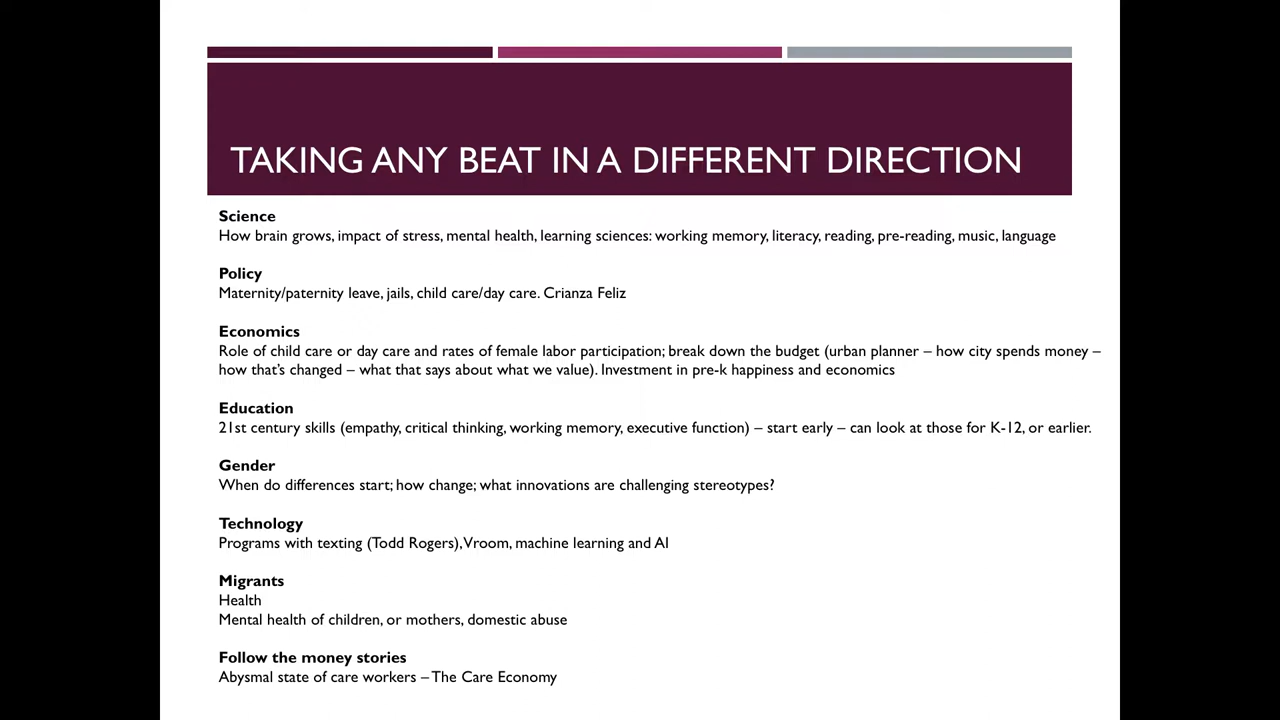 TAKING ANY BEAT IN A DIFFERENT DIRECTION
Science
How brain grows, impact of stress, mental health, learning sciences: working memory, literacy, reading, pre-reading, music, language
Policy
Maternity/paternity leave, jails, child care/day care. Crianza Feliz
Economics
Role of child care or day care and rates of female labor participation; break down the budget (urban planner – how city spends money –
how that's changed – what that says about what we value). Investment in pre-k happiness and economics
Education
21st century skills (empathy, critical thinking, working memory, executive function) – start early – can look at those for K-12, or earlier.
Gender
When do differences start; how change; what innovations are challenging stereotypes?
Technology
Programs with texting (Todd Rogers), Vroom, machine learning and AI
Migrants
Health
Mental health of children, or mothers, domestic abuse
Follow the money stories
Abysmal state of care workers – The Care Economy